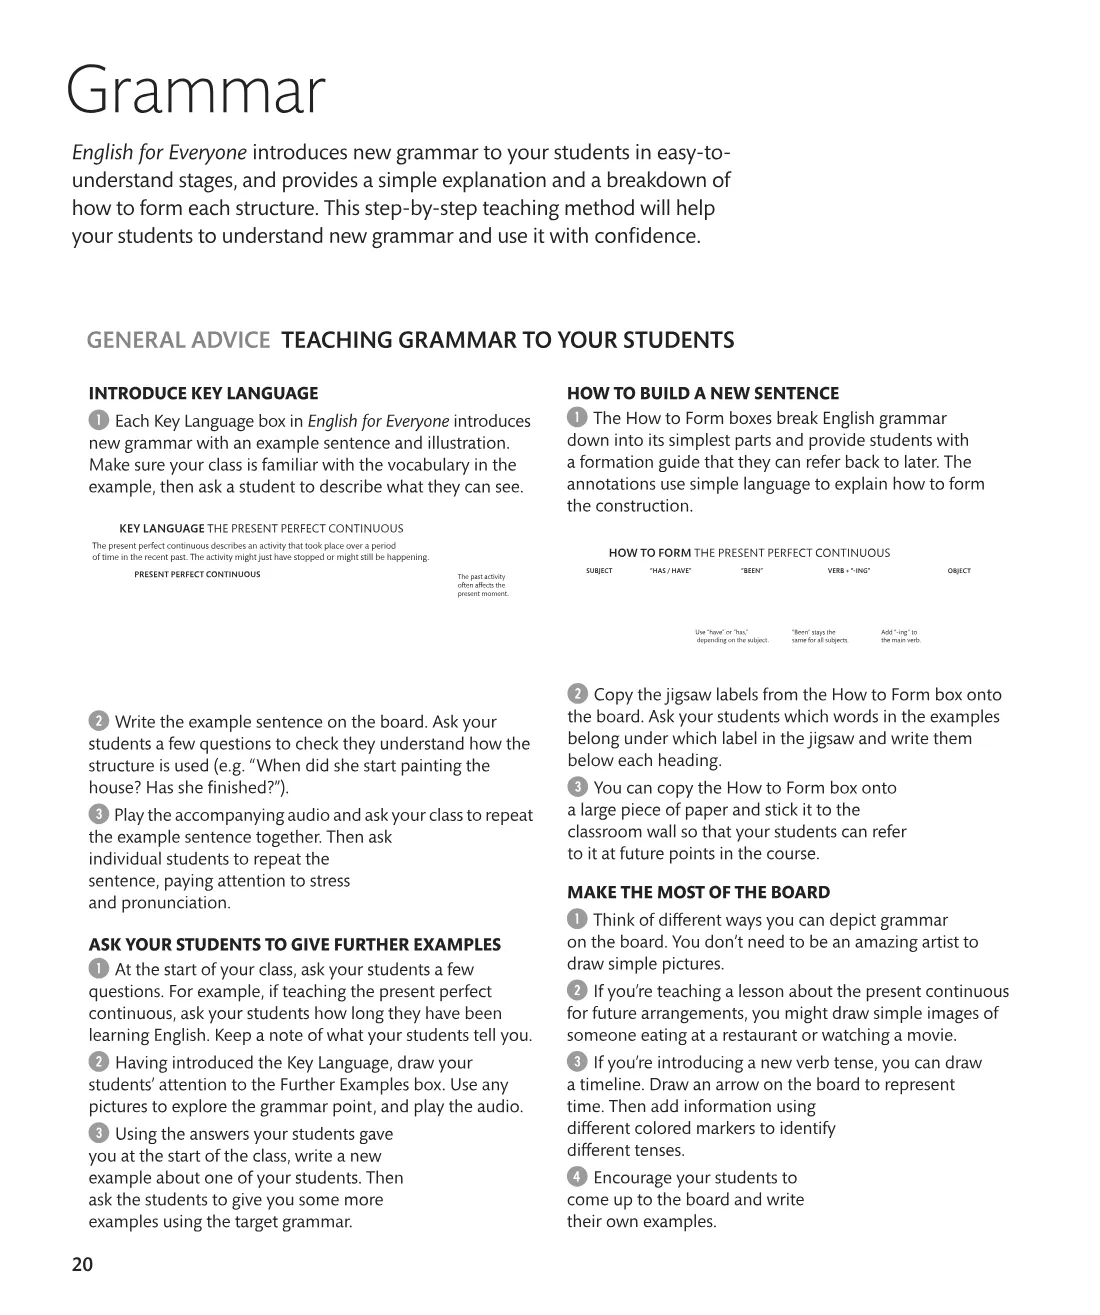 Grammar
English for Everyone introduces new grammar to your students in easy-to-
understand stages, and provides a simple explanation and a breakdown of
how to form each structure. This step-by-step teaching method will help
your students to understand new grammar and use it with confidence.
GENERAL ADVICE TEACHING GRAMMAR TO YOUR STUDENTS
INTRODUCE KEY LANGUAGE
1 Each Key Language box in English for Everyone introduces
new grammar with an example sentence and illustration.
Make sure your class is familiar with the vocabulary in the
example, then ask a student to describe what they can see.
KEY LANGUAGE THE PRESENT PERFECT CONTINUOUS
The present perfect continuous describes an activity that took place over a period
of time in the recent past. The activity might just have stopped or might still be happening.
PRESENT PERFECT CONTINUOUS
The past activity
often affects the
present moment.
2 Write the example sentence on the board. Ask your
students a few questions to check they understand how the
structure is used (e.g. “When did she start painting the
house? Has she finished?”).
3 Play the accompanying audio and ask your class to repeat
the example sentence together. Then ask
individual students to repeat the
sentence, paying attention to stress
and pronunciation.
ASK YOUR STUDENTS TO GIVE FURTHER EXAMPLES
1 At the start of your class, ask your students a few
questions. For example, if teaching the present perfect
continuous, ask your students how long they have been
learning English. Keep a note of what your students tell you.
2 Having introduced the Key Language, draw your
students’ attention to the Further Examples box. Use any
pictures to explore the grammar point, and play the audio.
3 Using the answers your students gave
you at the start of the class, write a new
example about one of your students. Then
ask the students to give you some more
examples using the target grammar.
HOW TO BUILD A NEW SENTENCE
1 The How to Form boxes break English grammar
down into its simplest parts and provide students with
a formation guide that they can refer back to later. The
annotations use simple language to explain how to form
the construction.
HOW TO FORM THE PRESENT PERFECT CONTINUOUS
SUBJECT “HAS / HAVE” “BEEN” VERB + “-ING” OBJECT
Use “have” or “has,”
depending on the subject.
“Been” stays the
same for all subjects.
Add “-ing” to
the main verb.
2 Copy the jigsaw labels from the How to Form box onto
the board. Ask your students which words in the examples
belong under which label in the jigsaw and write them
below each heading.
3 You can copy the How to Form box onto
a large piece of paper and stick it to the
classroom wall so that your students can refer
to it at future points in the course.
MAKE THE MOST OF THE BOARD
1 Think of different ways you can depict grammar
on the board. You don’t need to be an amazing artist to
draw simple pictures.
2 If you’re teaching a lesson about the present continuous
for future arrangements, you might draw simple images of
someone eating at a restaurant or watching a movie.
3 If you’re introducing a new verb tense, you can draw
a timeline. Draw an arrow on the board to represent
time. Then add information using
different colored markers to identify
different tenses.
4 Encourage your students to
come up to the board and write
their own examples.
20